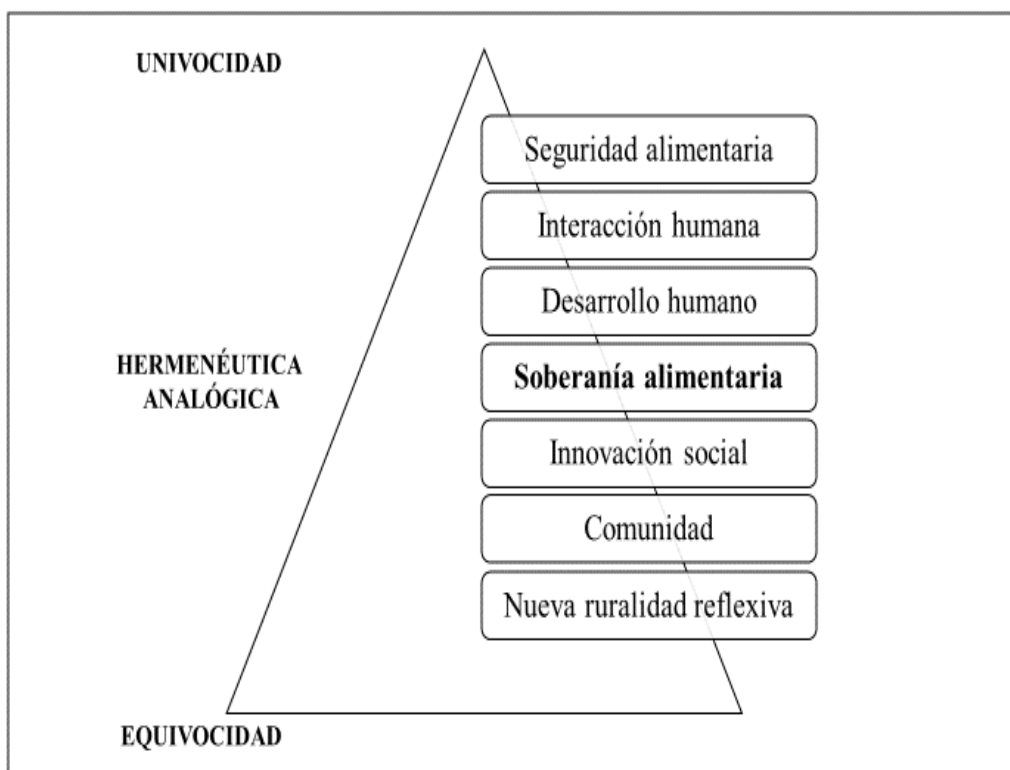 UNIVOCIDAD
Seguridad alimentaria
Interacción humana
Desarrollo humano
HERMENÉUTICA
ANALÓGICA
Soberanía alimentaria
Innovación social
Comunidad
Nueva ruralidad reflexiva
EQUIVOCIDAD